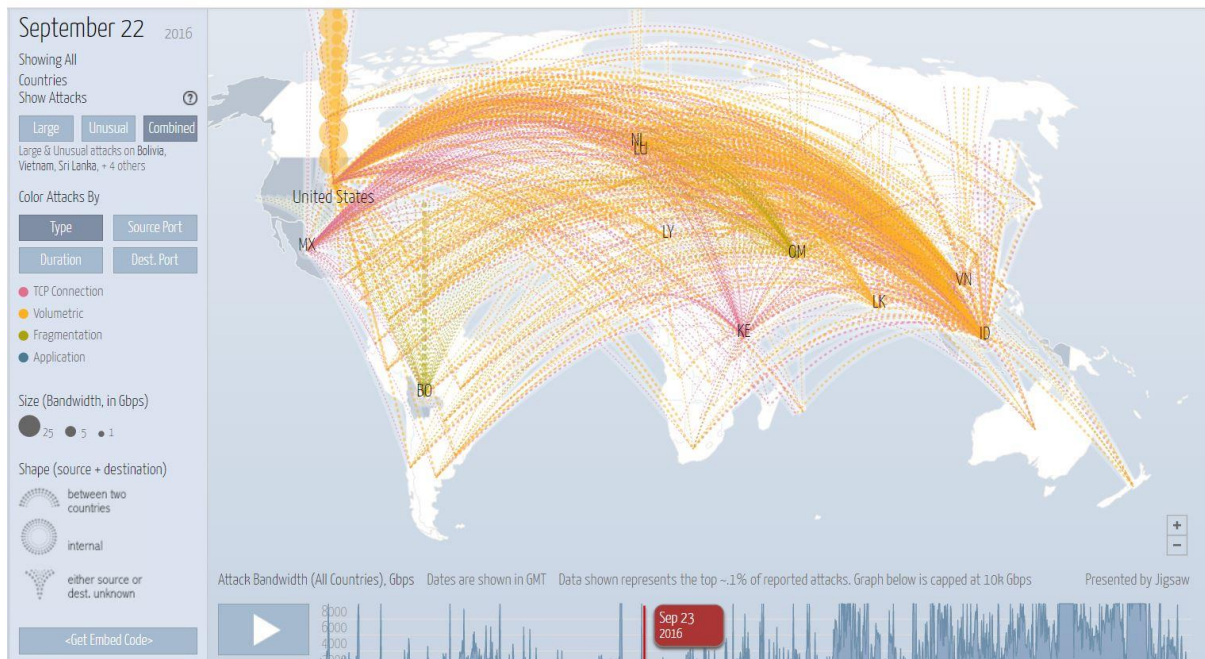 September 22 2016
Showing All
Countries
Show Attacks ?
Large Unusual Combined
Large & Unusual attacks on Bolivia,
Vietnam, Sri Lanka, + 4 others
Color Attacks By
Type Source Port
Duration Dest. Port
TCP Connection
Volumetric
Fragmentation
Application
Size (Bandwidth, in Gbps)
25 5 1
Shape (source + destination)
between two
countries
internal
either source or
dest. unknown
<Get Embed Code>
NL
LU
United States
MX
LY
OM
VN
LK
KE
ID
BO
+
−
Attack Bandwidth (All Countries), Gbps Dates are shown in GMT Data shown represents the top ~.1% of reported attacks. Graph below is capped at 10k Gbps Presented by Jigsaw
8000
6000
4000
Sep 23
2016